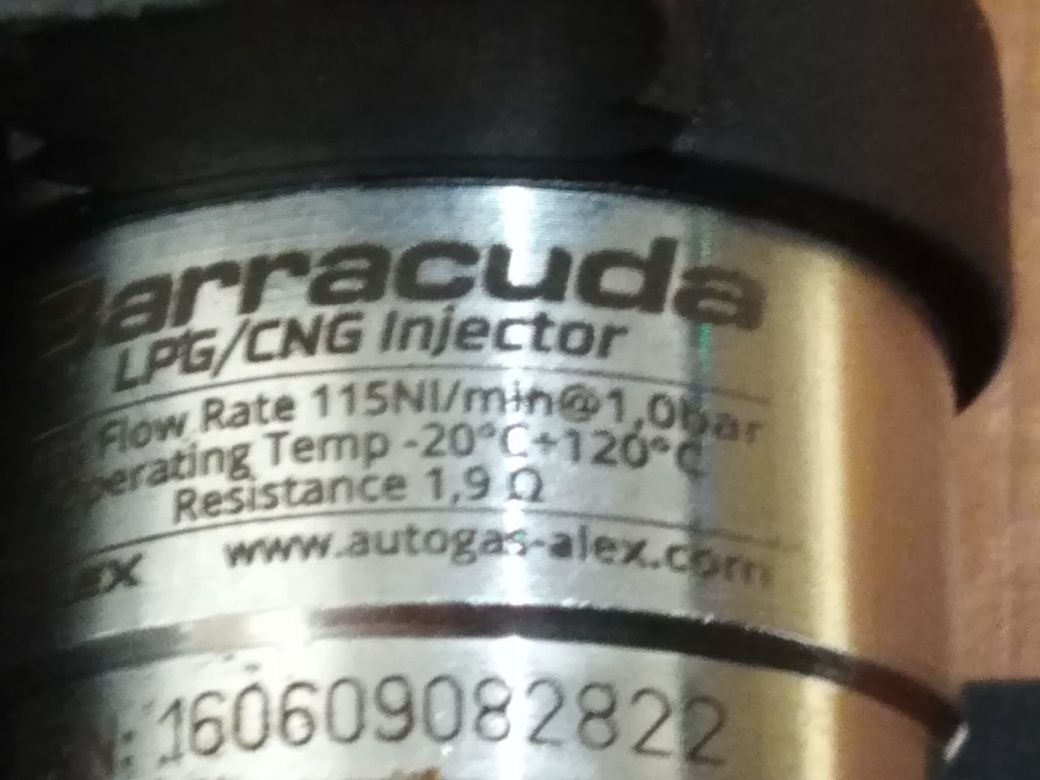 Barracuda
LPG/CNG Injector
Flow Rate 115Nl/min@1,0bar
Operating Temp -20°C+120°C
Resistance 1,9 Ω
www.autogas-alex.com
160609082822